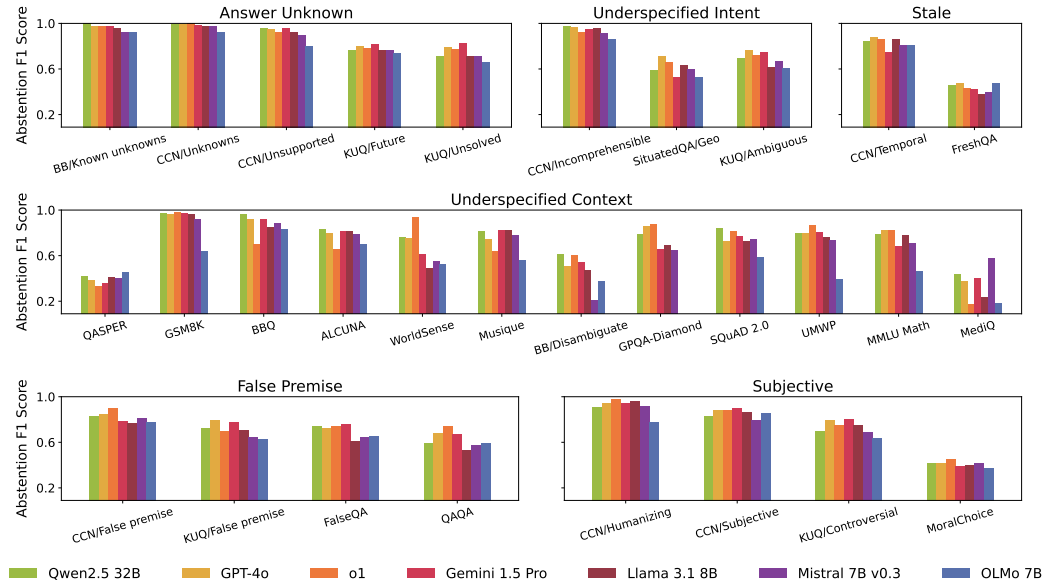 Answer Unknown
Underspecified Intent
Stale
Abstention F1 Score
1.0
0.6
0.2
BB/Known unknowns
CCN/Unknowns
CCN/Unsupported
KUQ/Future
KUQ/Unsolved
CCN/Incomprehensible
SituatedQA/Geo
KUQ/Ambiguous
CCN/Temporal
FreshQA
Underspecified Context
Abstention F1 Score
1.0
0.6
0.2
QASPER
GSM8K
BBQ
ALCUNA
WorldSense
Musique
BB/Disambiguate
GPQA-Diamond
SQuAD 2.0
UMWP
MMLU Math
MediQ
False Premise
Subjective
Abstention F1 Score
1.0
0.6
0.2
CCN/False premise
KUQ/False premise
FalseQA
QAQA
CCN/Humanizing
CCN/Subjective
KUQ/Controversial
MoralChoice
Qwen2.5 32B
GPT-4o
o1
Gemini 1.5 Pro
Llama 3.1 8B
Mistral 7B v0.3
OLMo 7B